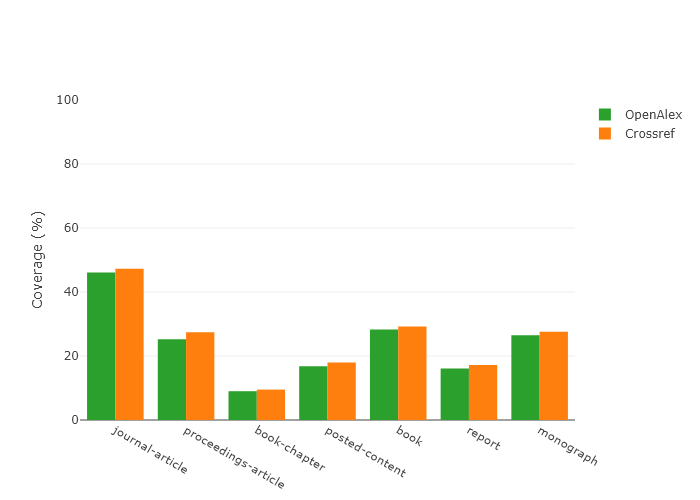 100
80
60
40
20
0
Coverage (%)
journal-article
proceedings-article
book-chapter
posted-content
book
report
monograph
OpenAlex
Crossref